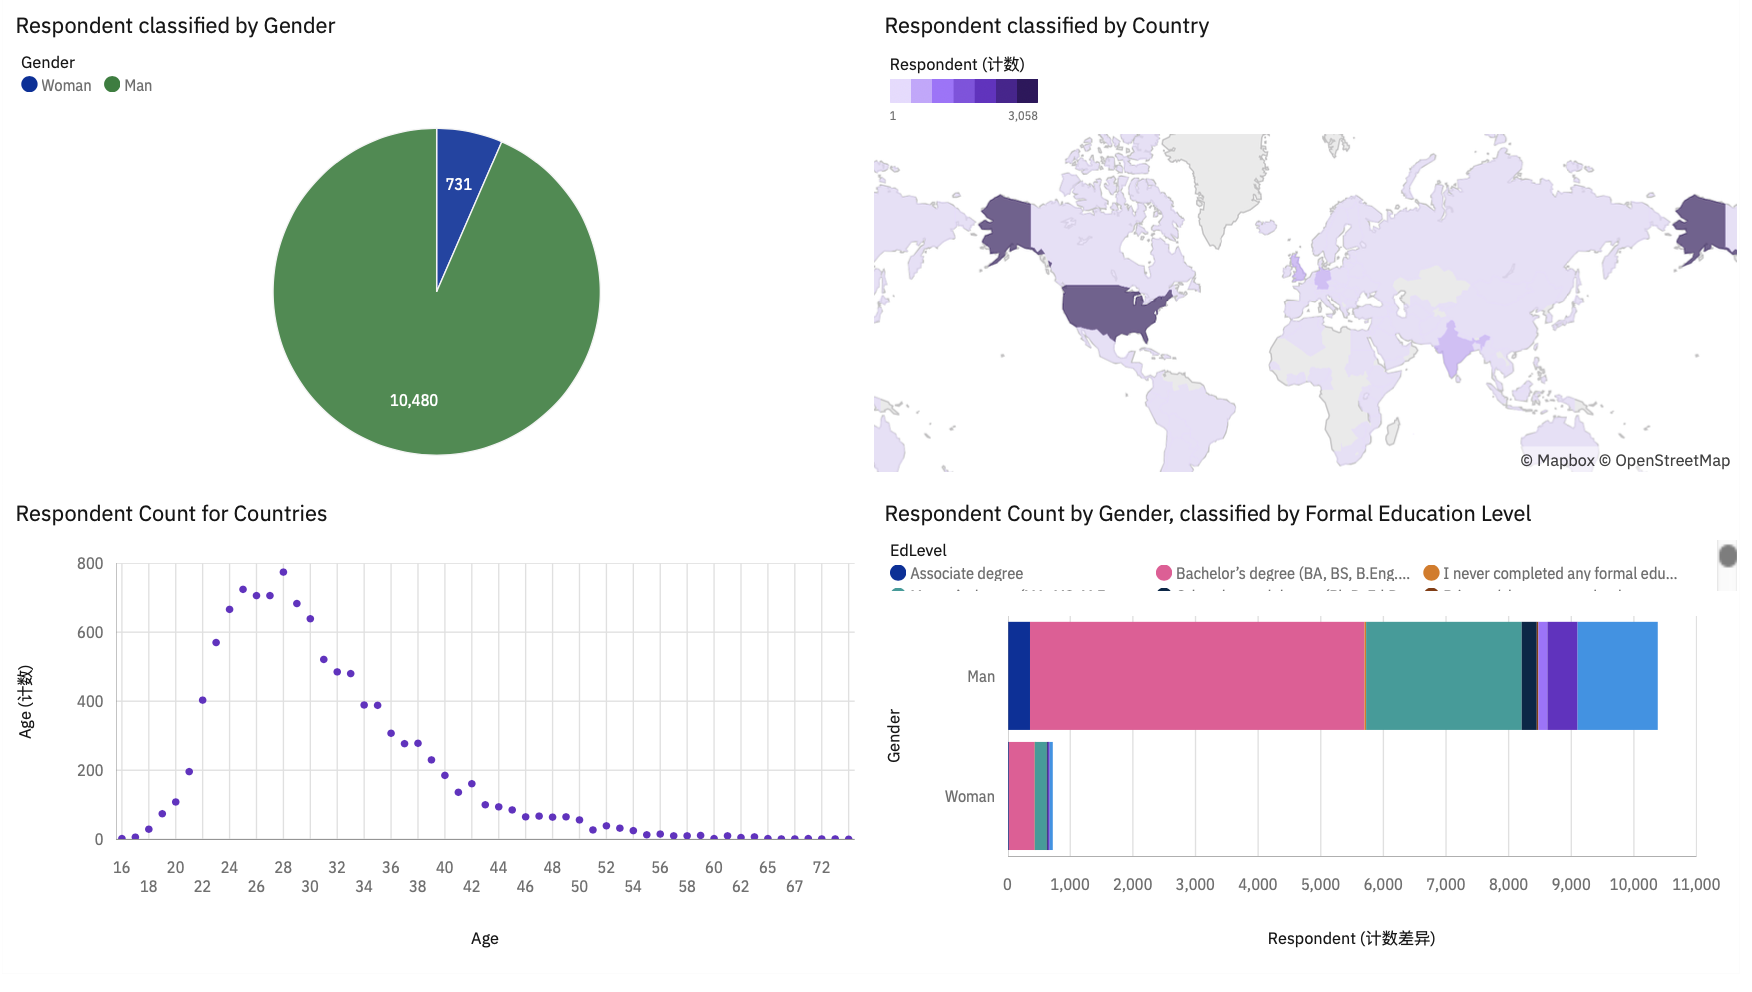 Respondent classified by Gender
Gender
Woman Man
731
10,480
Respondent classified by Country
Respondent (计数)
1 3,058
© Mapbox © OpenStreetMap
Respondent Count for Countries
Age (计数)
800
600
400
200
0
16 20 24 28 32 36 40 44 48 52 56 60 65 72
18 22 26 30 34 38 42 46 50 54 58 62 67
Age
Respondent Count by Gender, classified by Formal Education Level
EdLevel
Associate degree Bachelor’s degree (BA, BS, B.Eng.... I never completed any formal edu...
Gender
Man
Woman
0 1,000 2,000 3,000 4,000 5,000 6,000 7,000 8,000 9,000 10,000 11,000
Respondent (计数差异)